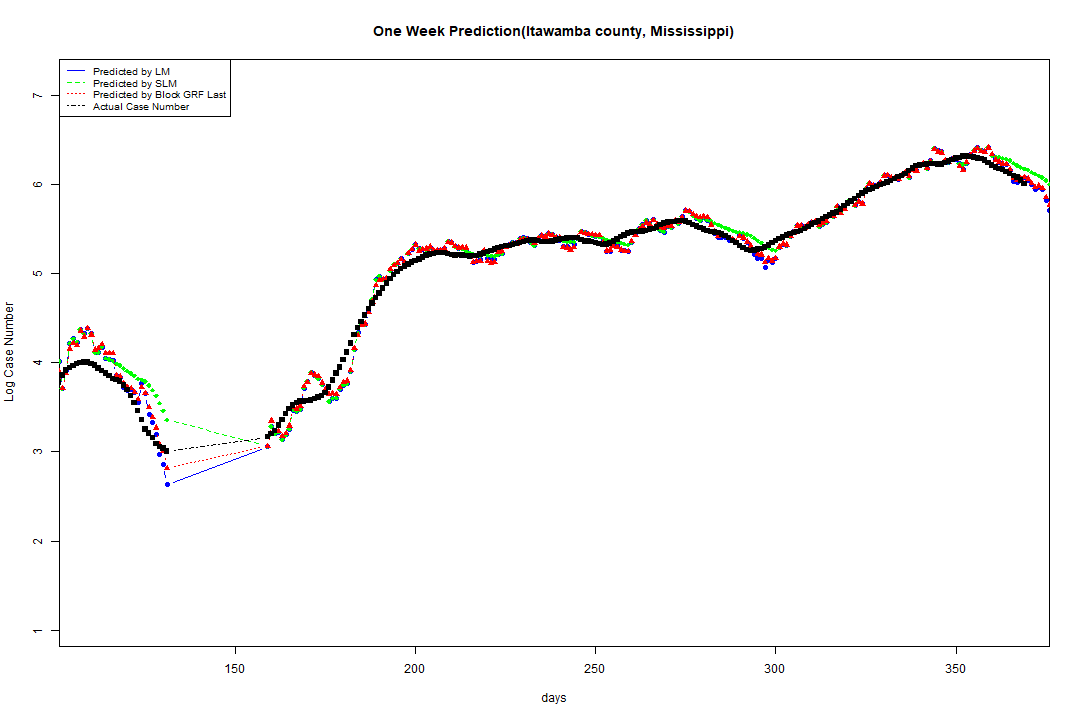 One Week Prediction(Itawamba county, Mississippi)
Predicted by LM
Predicted by SLM
Predicted by Block GRF Last
Actual Case Number
Log Case Number
7
6
5
4
3
2
1
150 200 250 300 350
days